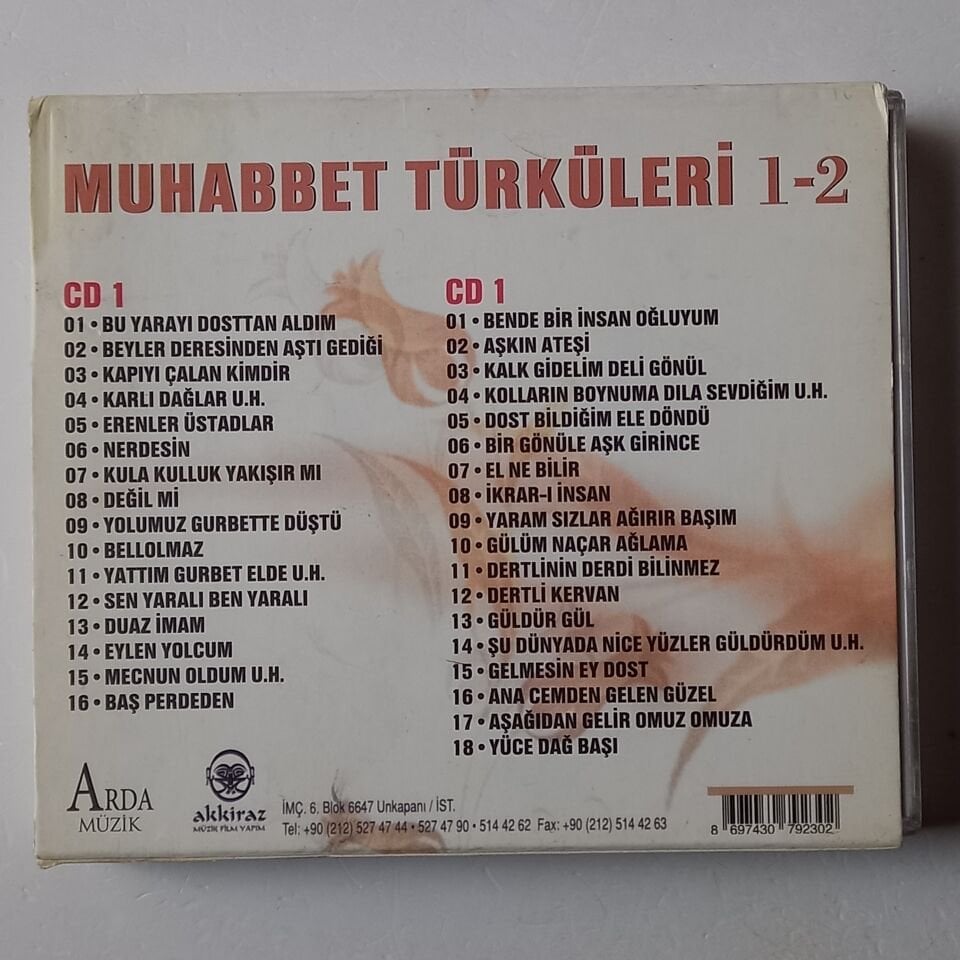 MUHABBET TÜRKÜLERİ 1-2
CD 1
01 • BU YARAYI DOSTTAN ALDIM
02 • BEYLER DERESİNDEN AŞTI GEDİĞİ
03 • KAPIYI ÇALAN KİMDİR
04 • KARLI DAĞLAR U.H.
05 • ERENLER ÜSTADLAR
06 • NERDESİN
07 • KULA KULLUK YAKIŞIR MI
08 • DEĞİL Mİ
09 • YOLUMUZ GURBETTE DÜŞTÜ
10 • BELLOLMAZ
11 • YATTIM GURBET ELDE U.H.
12 • SEN YARALI BEN YARALI
13 • DUAZ İMAM
14 • EYLEN YOLCUM
15 • MECNUN OLDUM U.H.
16 • BAŞ PERDEDEN
CD 1
01 • BENDE BİR İNSAN OĞLUYUM
02 • AŞKIN ATEŞİ
03 • KALK GİDELİM DELİ GÖNÜL
04 • KOLLARIN BOYNUMA DILA SEVDİĞİM U.H.
05 • DOST BİLDİĞİM ELE DÖNDÜ
06 • BİR GÖNÜLE AŞK GİRİNCE
07 • EL NE BİLİR
08 • İKRAR-I İNSAN
09 • YARAM SIZLAR AĞIRIR BAŞIM
10 • GÜLÜM NAÇAR AĞLAMA
11 • DERTLİNİN DERDİ BİLİNMEZ
12 • DERTLİ KERVAN
13 • GÜLDÜR GÜL
14 • ŞU DÜNYADA NİCE YÜZLER GÜLDÜRDÜM U.H.
15 • GELMESİN EY DOST
16 • ANA CEMDEN GELEN GÜZEL
17 • AŞAĞIDAN GELİR OMUZ OMUZA
18 • YÜCE DAĞ BAŞI
ARDA
MÜZİK
akkiraz
MÜZİK FİLM YAPIM
İMÇ. 6. Blok 6647 Unkapanı / İST.
Tel: +90 (212) 527 47 44 • 527 47 90 • 514 42 62 Fax: +90 (212) 514 42 63
8 697430 792302